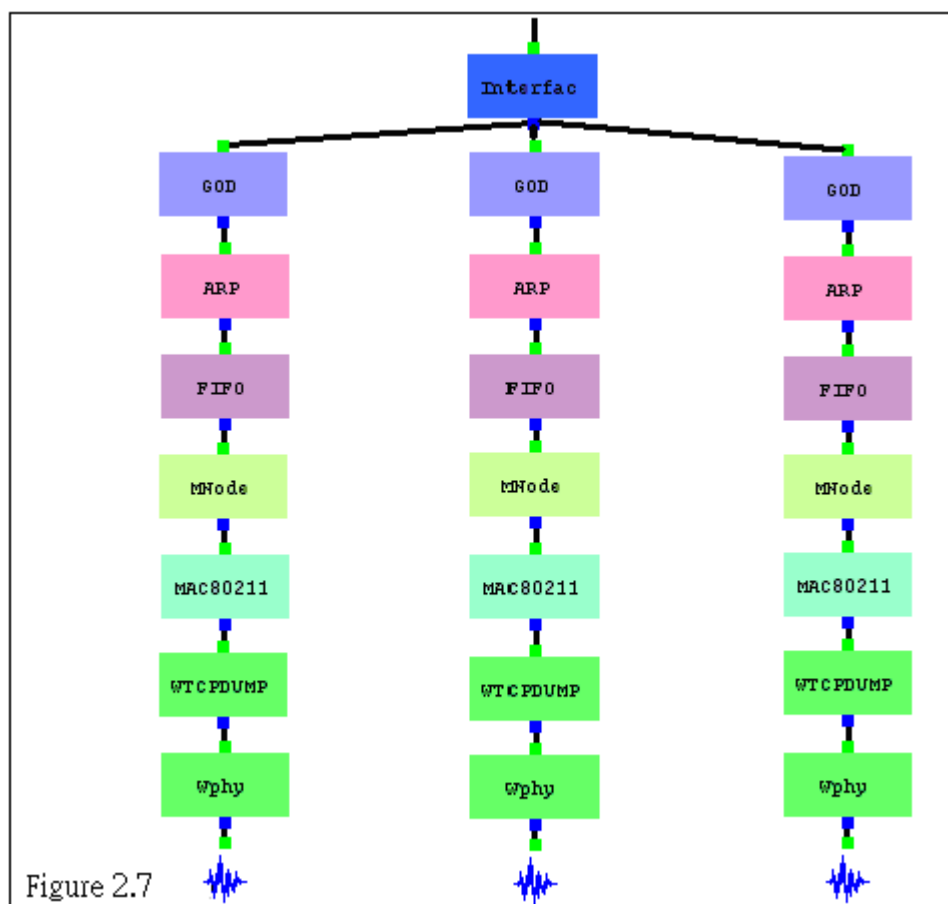 Interfac
GOD GOD GOD
ARP ARP ARP
FIFO FIFO FIFO
MNode MNode MNode
MAC80211 MAC80211 MAC80211
WTCPDUMP WTCPDUMP WTCPDUMP
Wphy Wphy Wphy
Figure 2.7